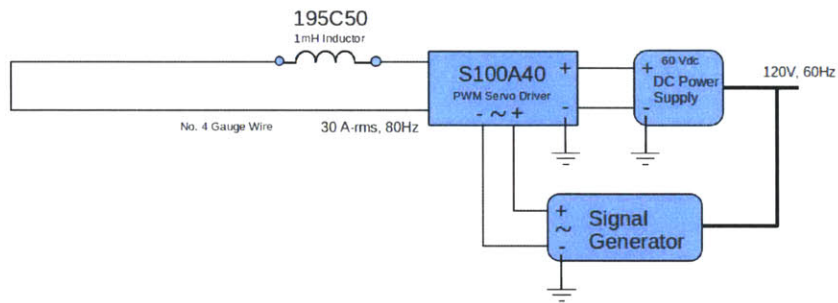 195C50
1mH Inductor
No. 4 Gauge Wire
30 A-rms, 80Hz
S100A40
PWM Servo Driver
+
-
- ~ +
60 Vdc
DC Power
Supply
+
-
120V, 60Hz
Signal
Generator
+
~
-